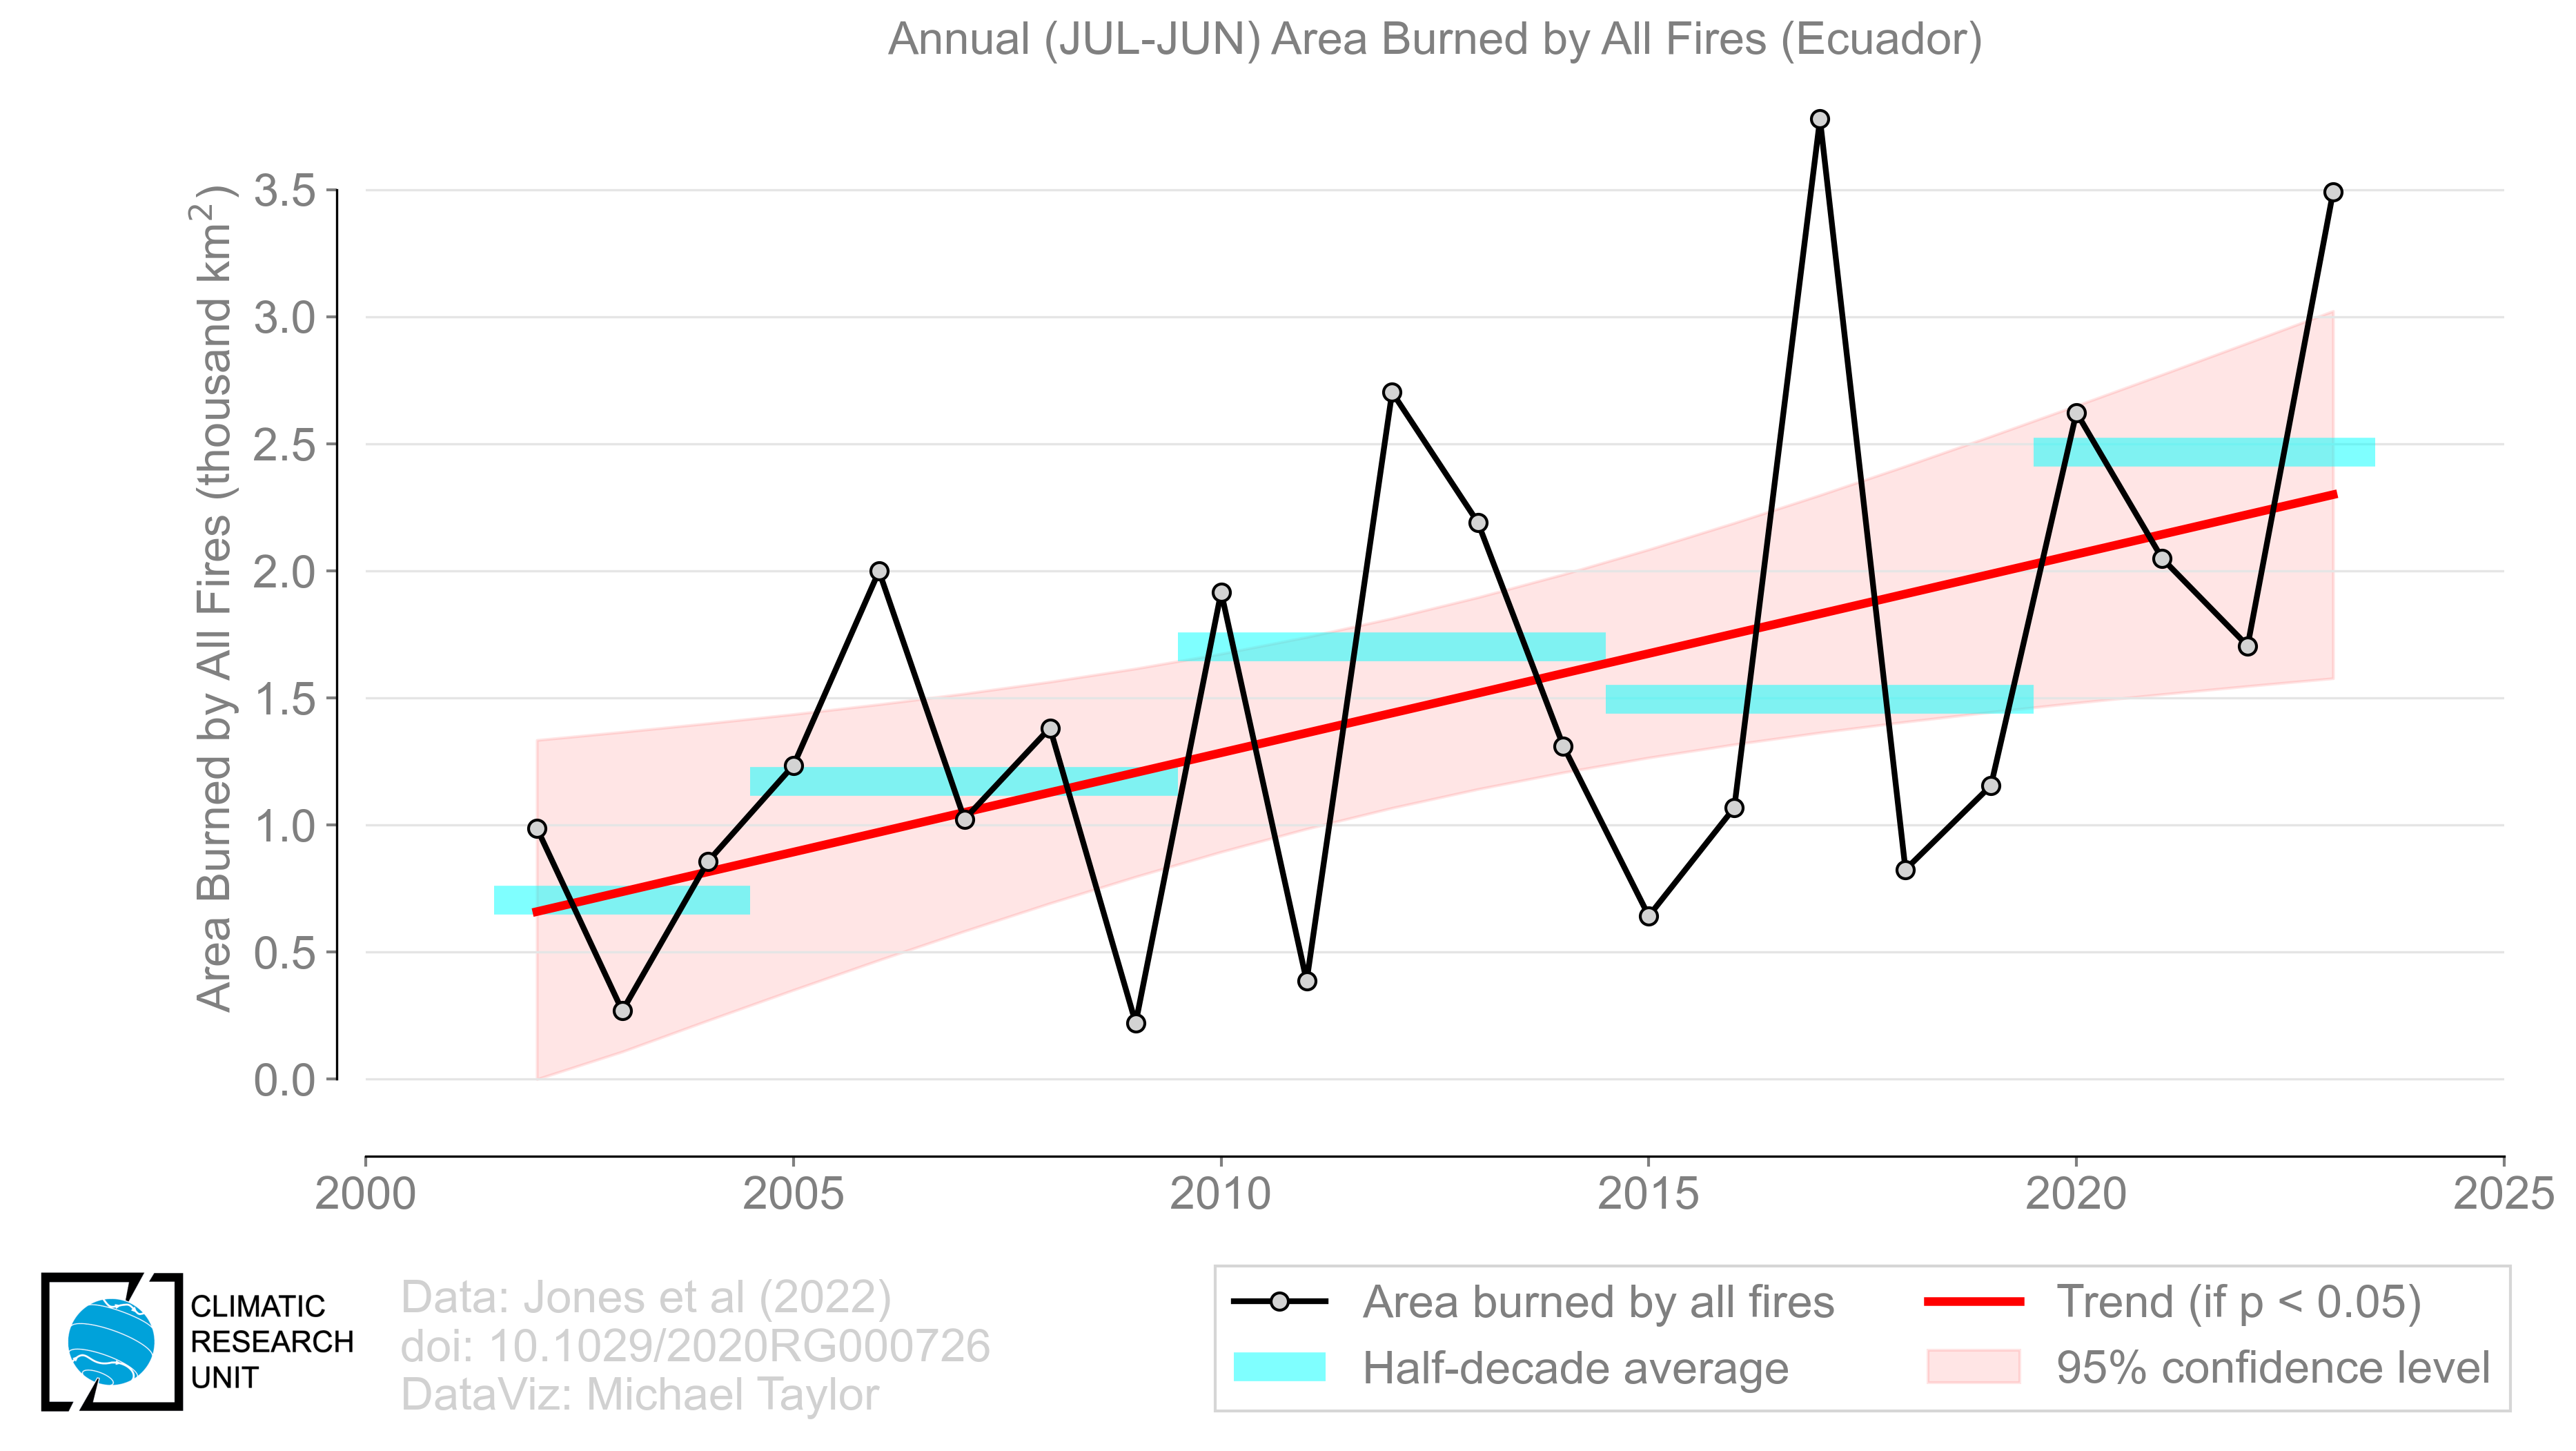 Annual (JUL-JUN) Area Burned by All Fires (Ecuador)
Area Burned by All Fires (thousand km²)
3.5
3.0
2.5
2.0
1.5
1.0
0.5
0.0
2000 2005 2010 2015 2020 2025
CLIMATIC
RESEARCH
UNIT
Data: Jones et al (2022)
doi: 10.1029/2020RG000726
DataViz: Michael Taylor
Area burned by all fires
Half-decade average
Trend (if p < 0.05)
95% confidence level